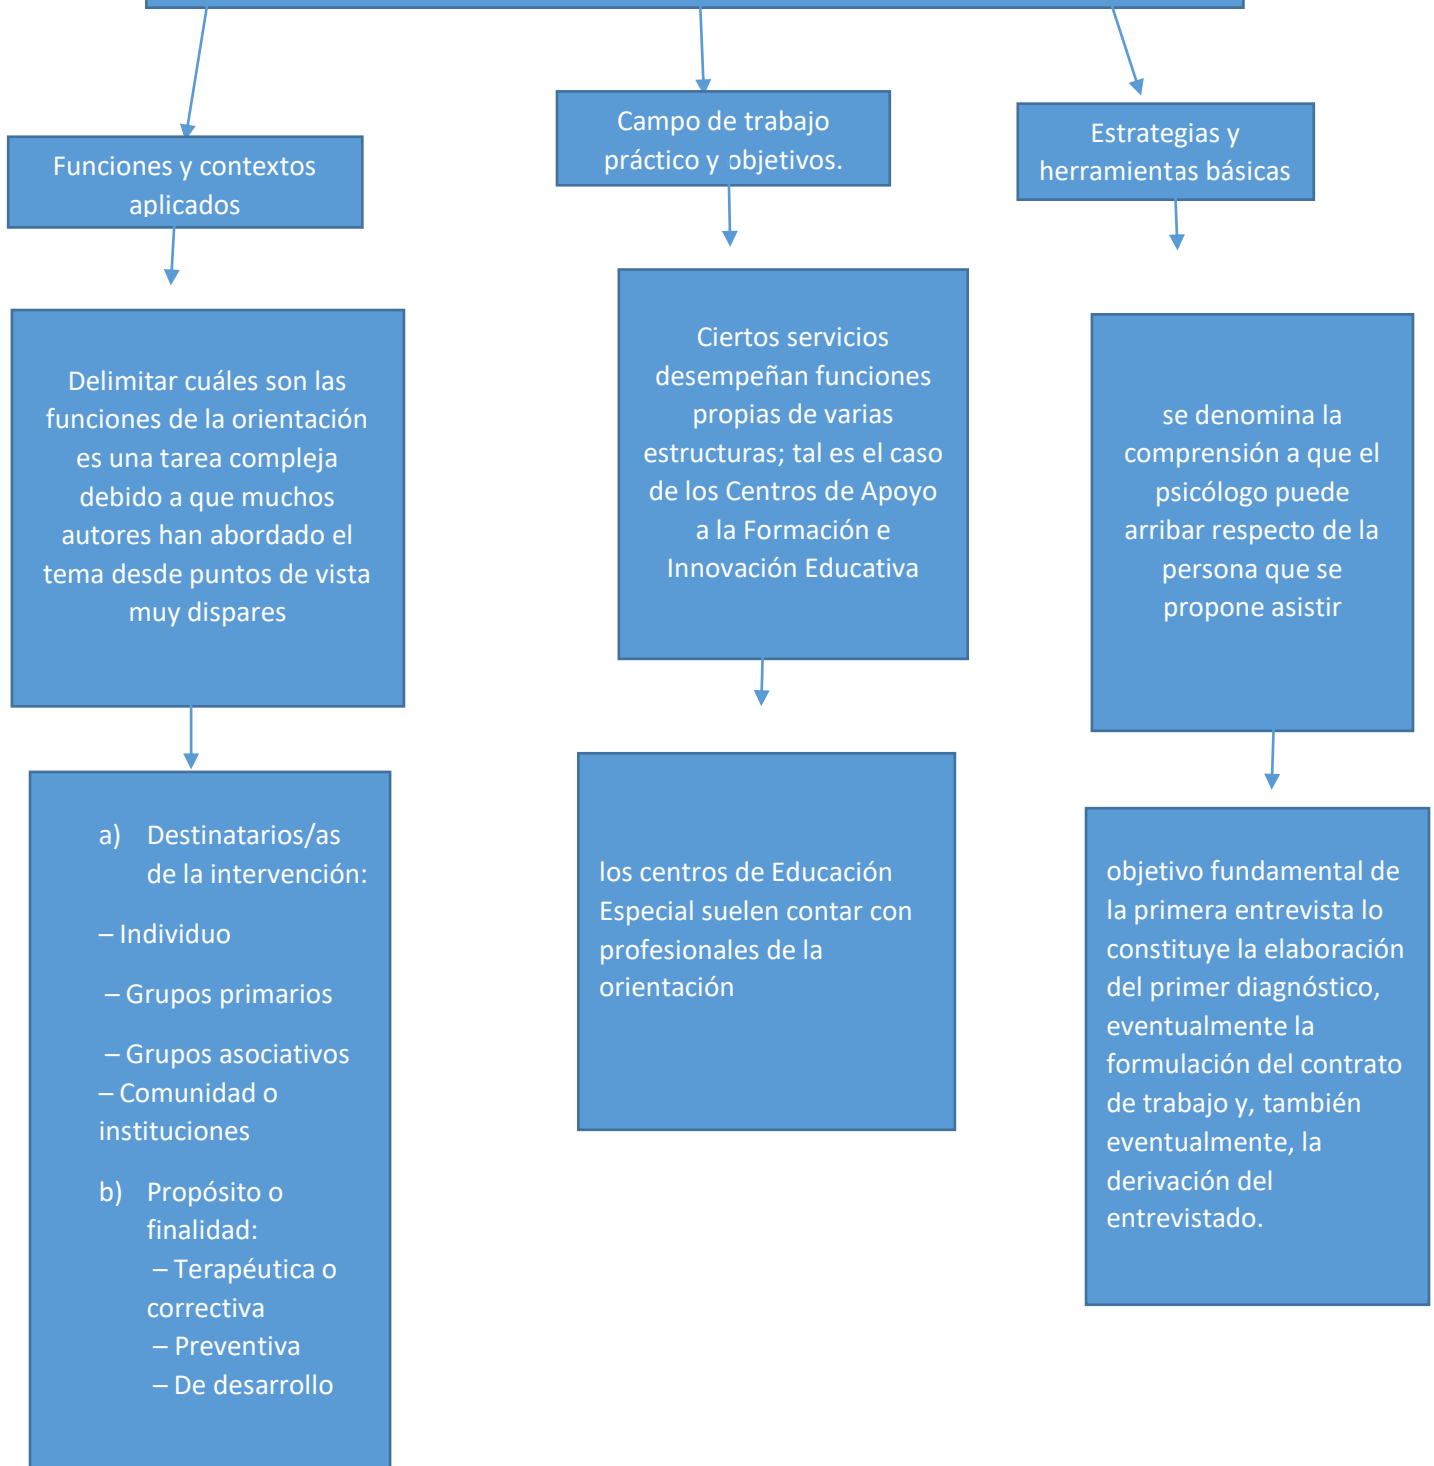 Funciones y contextos
aplicados
Delimitar cuáles son las
funciones de la orientación
es una tarea compleja
debido a que muchos
autores han abordado el
tema desde puntos de vista
muy dispares
a) Destinatarios/as
de la intervención:
– Individuo
– Grupos primarios
– Grupos asociativos
– Comunidad o
instituciones
b) Propósito o
finalidad:
– Terapéutica o
correctiva
– Preventiva
– De desarrollo
Campo de trabajo
práctico y objetivos.
Ciertos servicios
desempeñan funciones
propias de varias
estructuras; tal es el caso
de los Centros de Apoyo
a la Formación e
Innovación Educativa
los centros de Educación
Especial suelen contar con
profesionales de la
orientación
Estrategias y
herramientas básicas
se denomina la
comprensión a que el
psicólogo puede
arribar respecto de la
persona que se
propone asistir
objetivo fundamental de
la primera entrevista lo
constituye la elaboración
del primer diagnóstico,
eventualmente la
formulación del contrato
de trabajo y, también
eventualmente, la
derivación del
entrevistado.